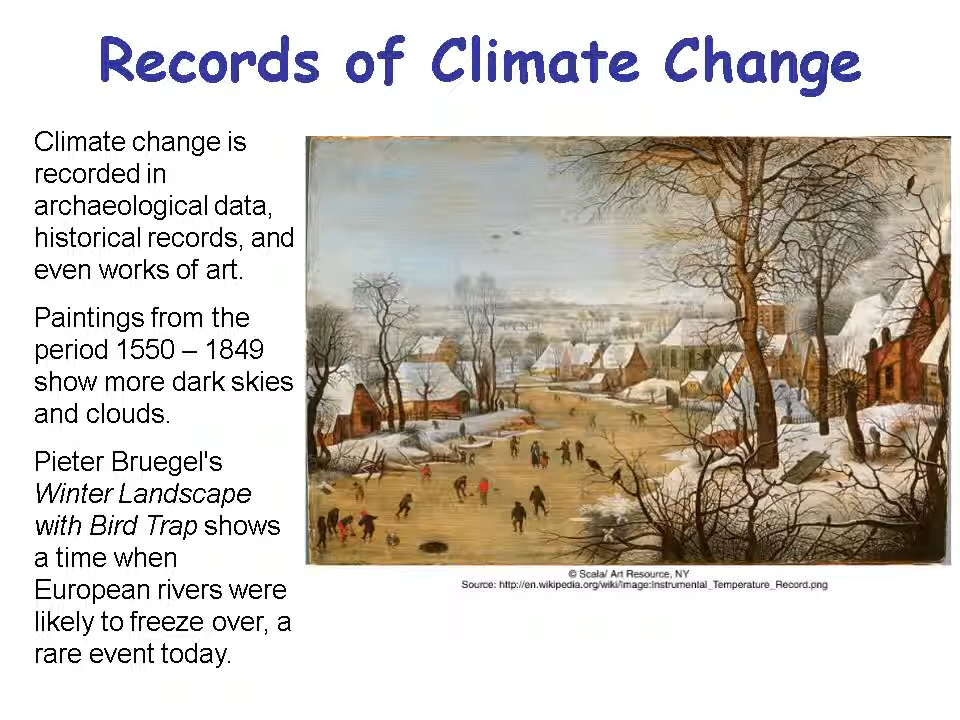 Records of Climate Change
Climate change is
recorded in
archaeological data,
historical records, and
even works of art.
Paintings from the
period 1550 – 1849
show more dark skies
and clouds.
Pieter Bruegel's
Winter Landscape
with Bird Trap shows
a time when
European rivers were
likely to freeze over, a
rare event today.
© Scala/ Art Resource, NY
Source: http://en.wikipedia.org/wiki/Image:Instrumental_Temperature_Record.png